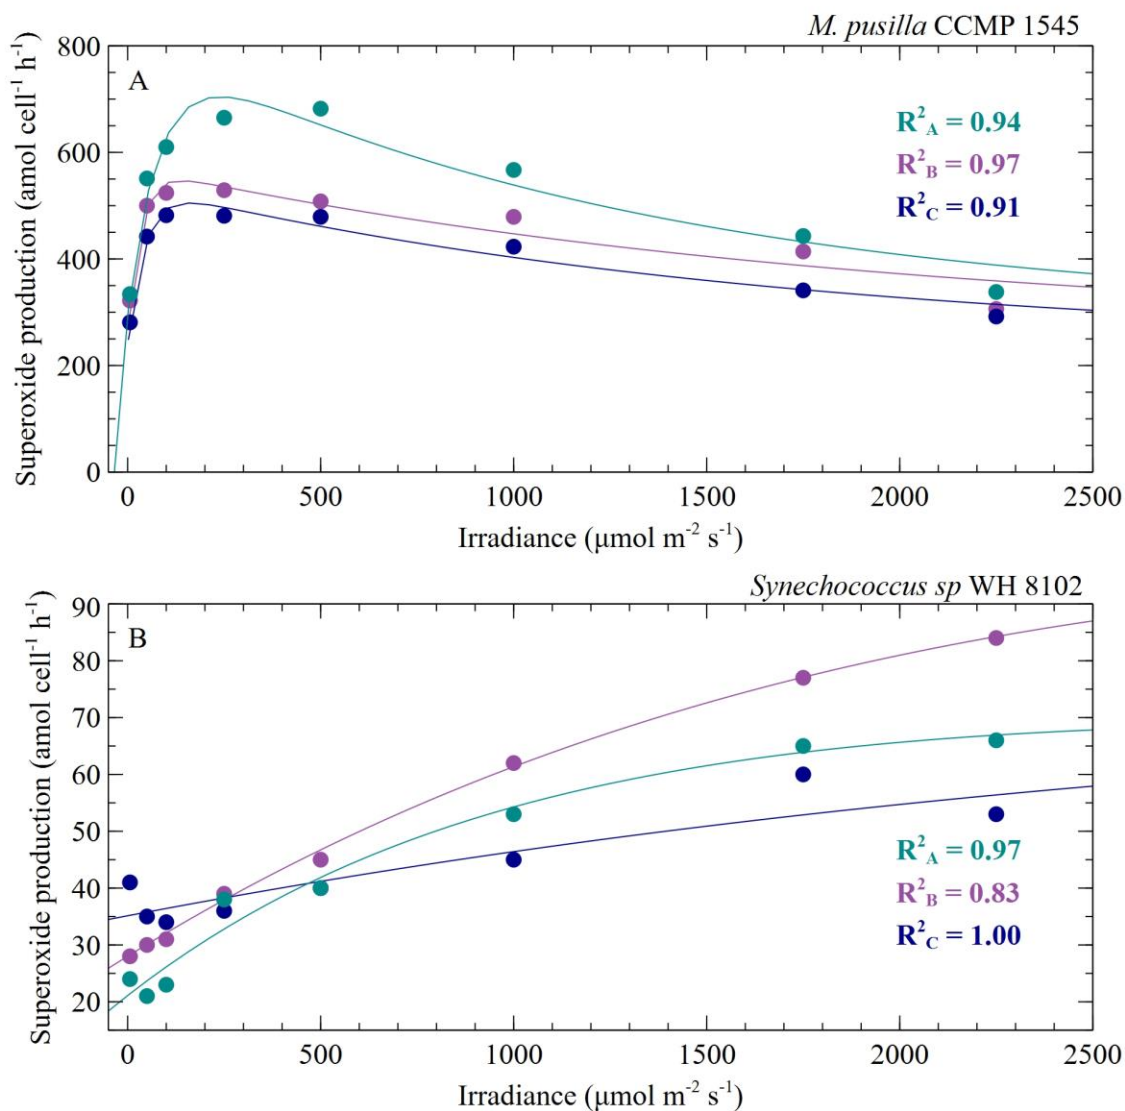 M. pusilla CCMP 1545
A
R²A = 0.94
R²B = 0.97
R²C = 0.91
Superoxide production (amol cell⁻¹ h⁻¹)
800
600
400
200
0
0 500 1000 1500 2000 2500
Irradiance (μmol m⁻² s⁻¹)
Synechococcus sp WH 8102
B
R²A = 0.97
R²B = 0.83
R²C = 1.00
Superoxide production (amol cell⁻¹ h⁻¹)
90
80
70
60
50
40
30
20
0 500 1000 1500 2000 2500
Irradiance (μmol m⁻² s⁻¹)